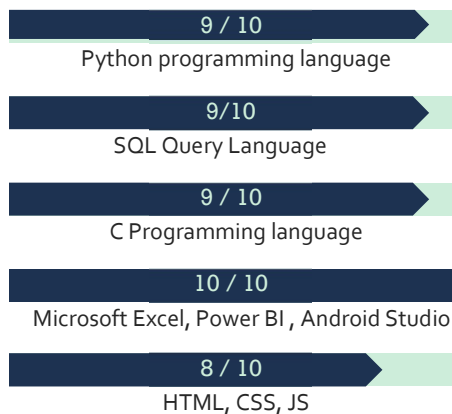 9 / 10
Python programming language
9/10
SQL Query Language
9 / 10
C Programming language
10 / 10
Microsoft Excel, Power BI , Android Studio
8 / 10
HTML, CSS, JS